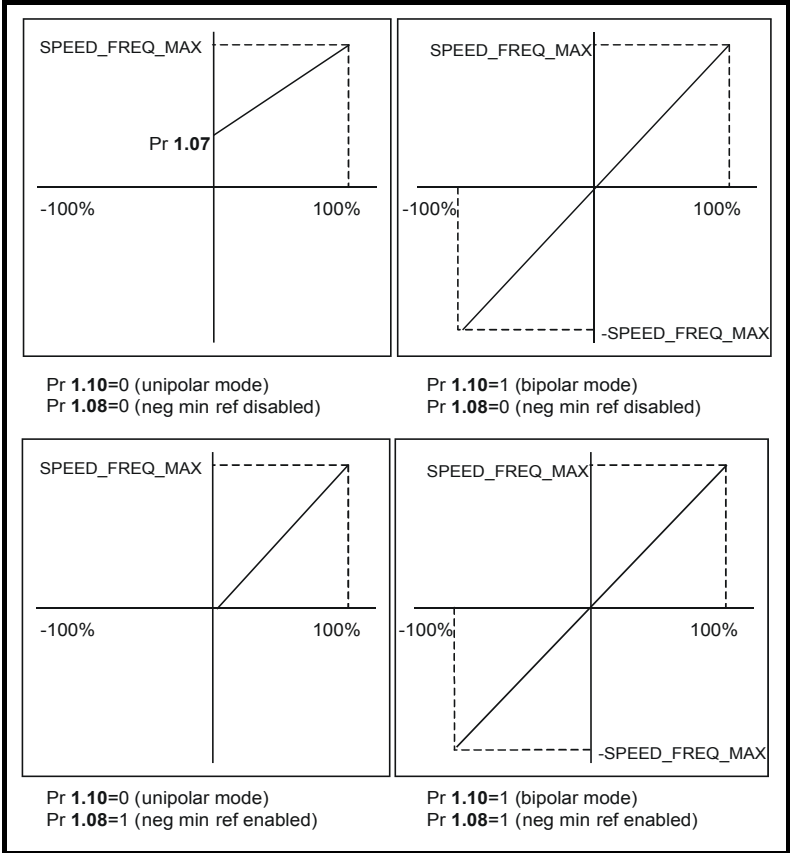 SPEED_FREQ_MAX
Pr 1.07
-100%
100%
SPEED_FREQ_MAX
-100%
100%
-SPEED_FREQ_MAX
Pr 1.10=0 (unipolar mode)
Pr 1.08=0 (neg min ref disabled)
Pr 1.10=1 (bipolar mode)
Pr 1.08=0 (neg min ref disabled)
SPEED_FREQ_MAX
-100%
100%
SPEED_FREQ_MAX
-100%
100%
-SPEED_FREQ_MAX
Pr 1.10=0 (unipolar mode)
Pr 1.08=1 (neg min ref enabled)
Pr 1.10=1 (bipolar mode)
Pr 1.08=1 (neg min ref enabled)